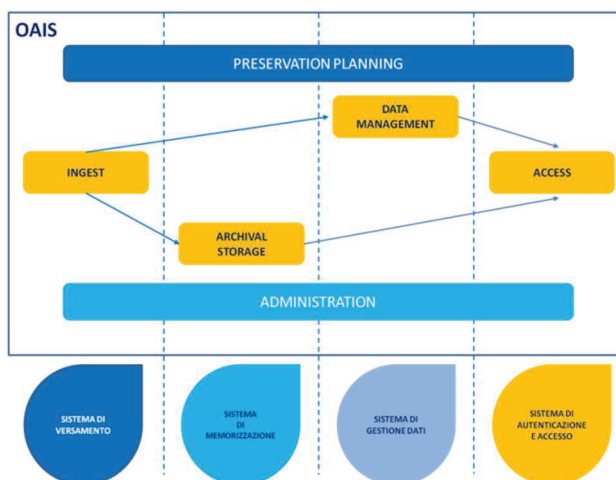 OAIS
PRESERVATION PLANNING
DATA
MANAGEMENT
INGEST
ACCESS
ARCHIVAL
STORAGE
ADMINISTRATION
SISTEMA DI
VERSAMENTO
SISTEMA
DI
MEMORIZZAZIONE
SISTEMA DI
GESTIONE DATI
SISTEMA DI
AUTENTICAZIONE
E ACCESSO